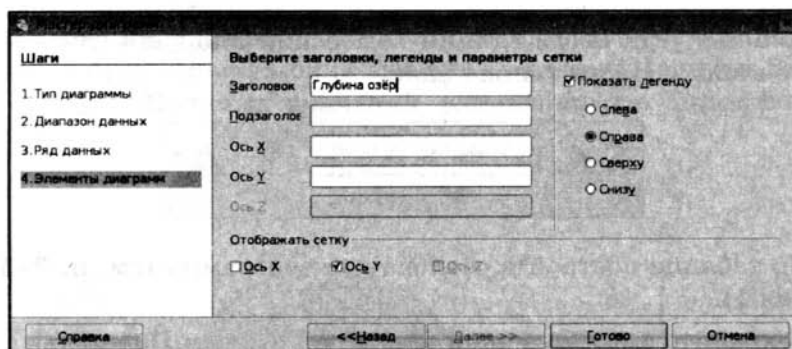 Шаги
1. Тип диаграммы
2. Диапазон данных
3. Ряд данных
4. Элементы диаграмм
Выберите заголовки, легенды и параметры сетки
Заголовок Глубина озёр
Подзаголов
Ось X
Ось Y
Ось Z
Показать легенду
Слева
Справа
Сверху
Снизу
Отображать сетку
Ось X Ось Y Ось Z
Справка <<Назад Далее >> Готово Отмена